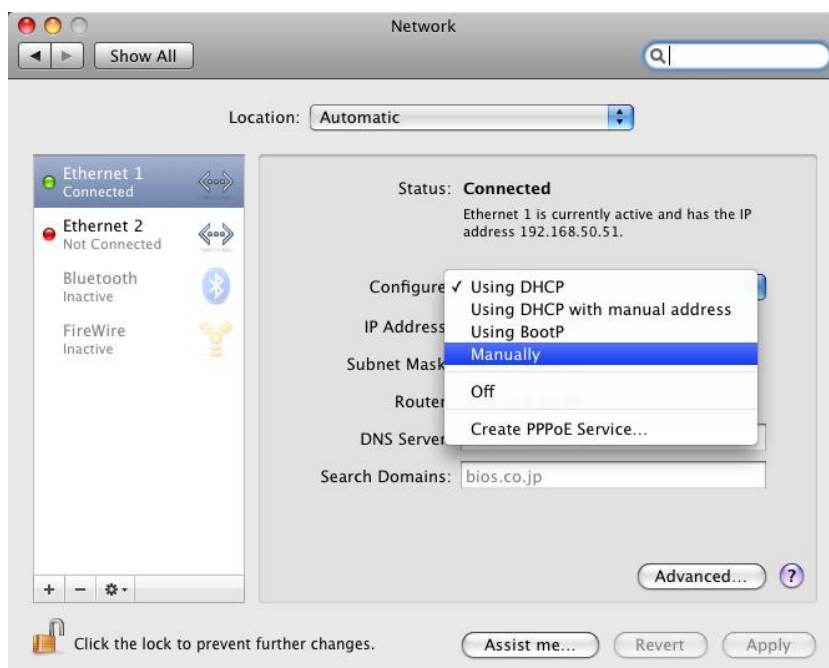 Network
Show All
Location: Automatic
Ethernet 1
Connected
Ethernet 2
Not Connected
Bluetooth
Inactive
FireWire
Inactive
Status: Connected
Ethernet 1 is currently active and has the IP
address 192.168.50.51.
Configure ✓ Using DHCP
Using DHCP with manual address
Using BootP
Manually
Off
Create PPPoE Service...
IP Address
Subnet Mask
Router
DNS Server
Search Domains: bios.co.jp
Advanced... ?
Click the lock to prevent further changes.
Assist me... Revert Apply